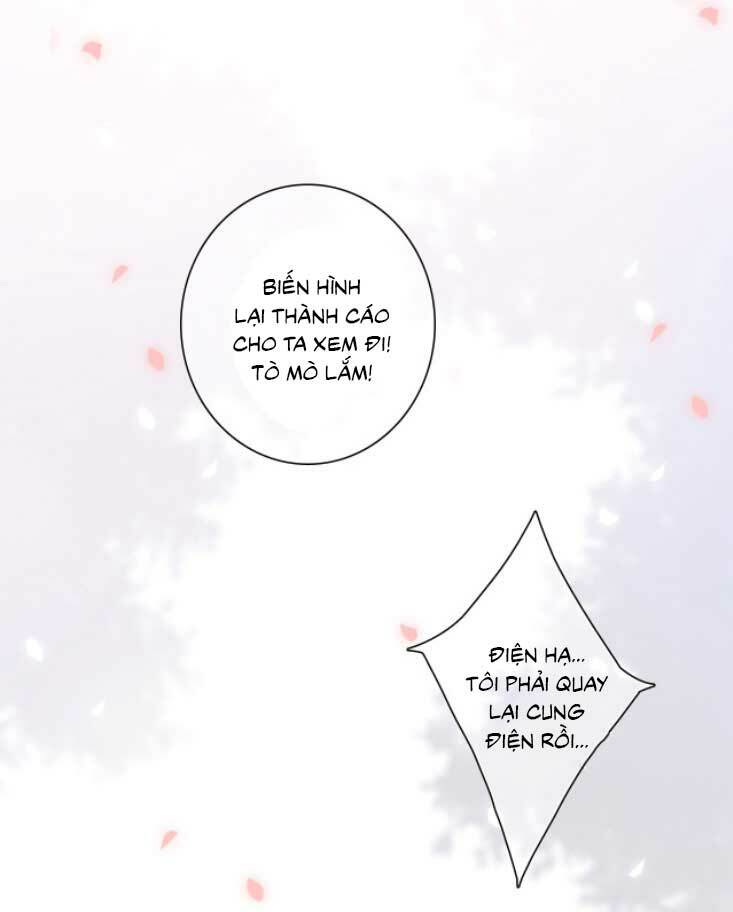 BIẾN HÌNH
LẠI THÀNH CÁO
CHO TA XEM ĐI!
TÒ MÒ LẮM!
ĐIỆN HẠ...
TÔI PHẢI QUAY
LẠI CUNG
ĐIỆN RỒI...